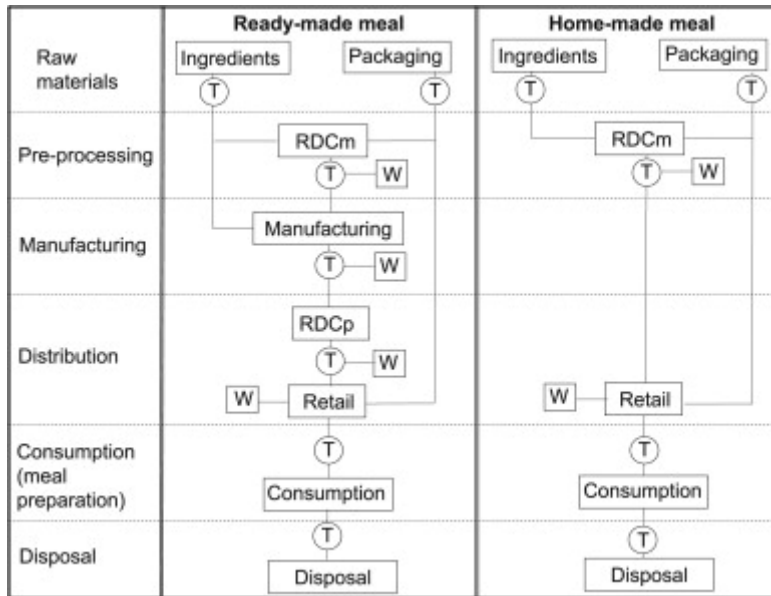 Ready-made meal
Home-made meal
Raw
materials
Ingredients
Packaging
Ingredients
Packaging
T
T
T
T
Pre-processing
RDCm
RDCm
T
W
T
W
Manufacturing
Manufacturing
T
W
Distribution
RDCp
T
W
W
Retail
W
Retail
Consumption
(meal
preparation)
T
T
Consumption
Consumption
Disposal
T
T
Disposal
Disposal